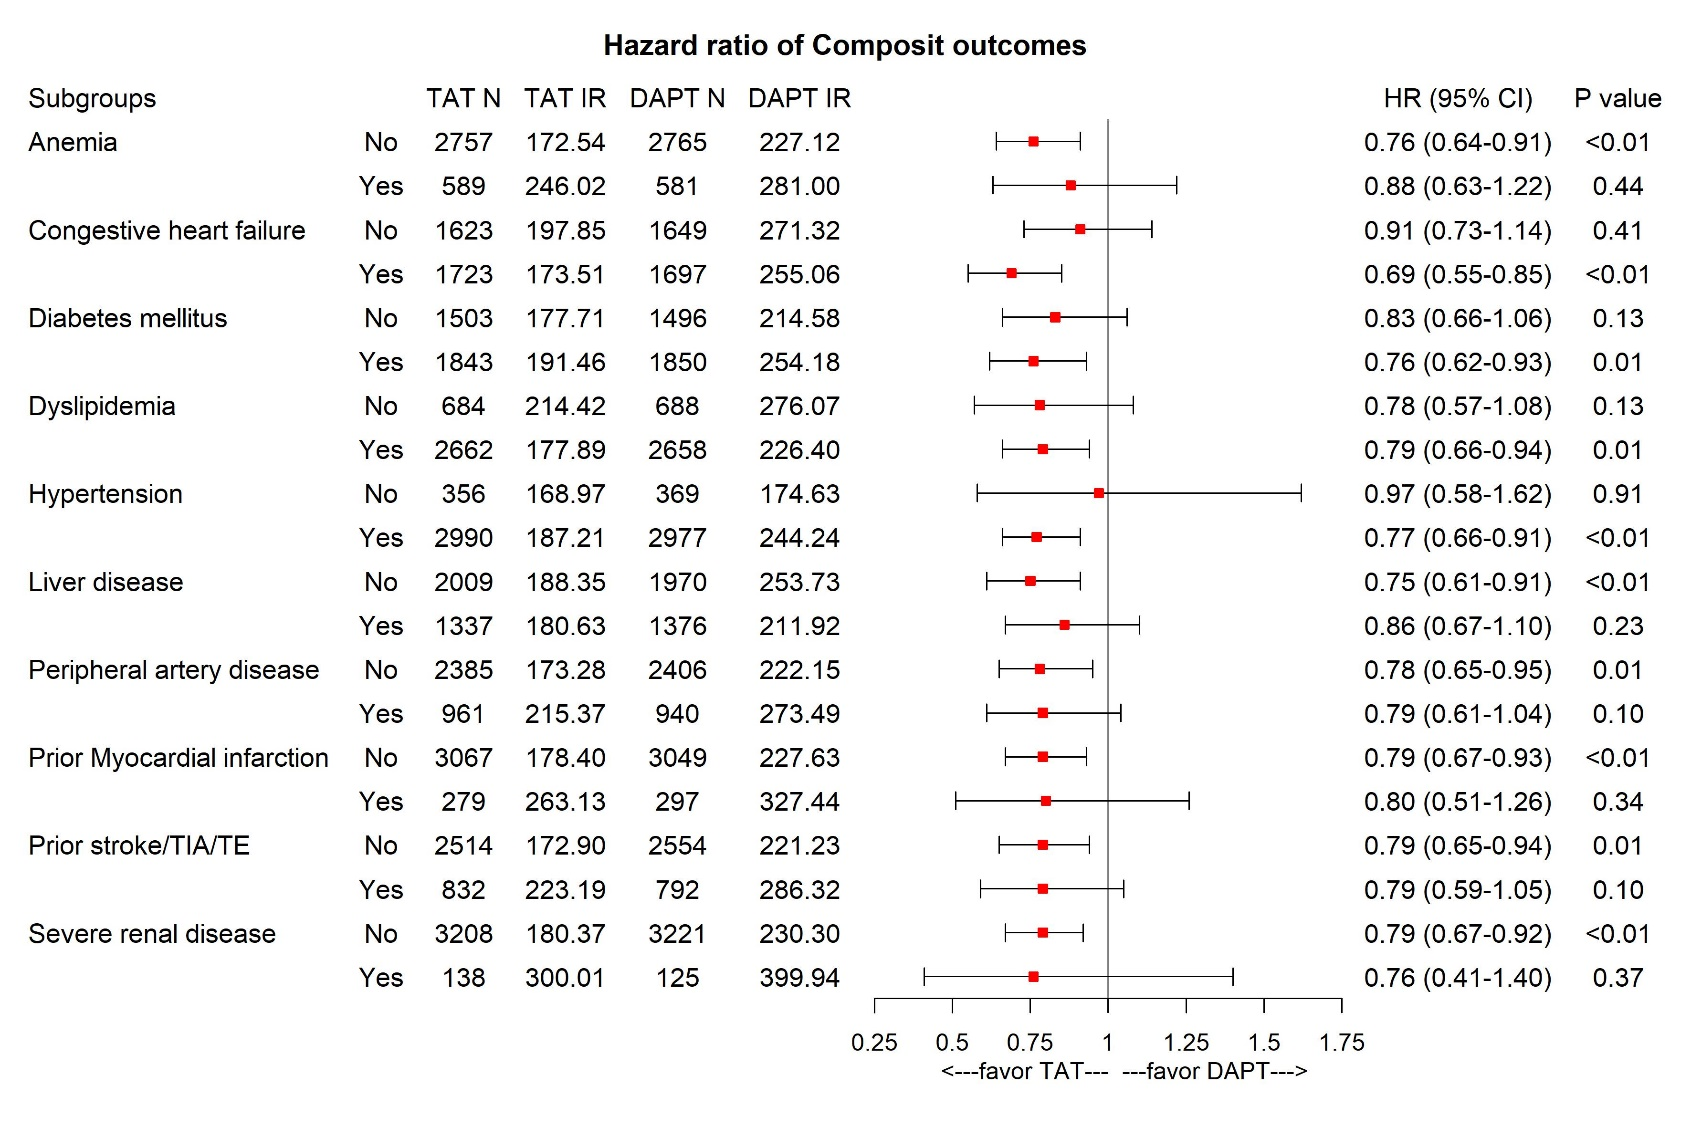 Hazard ratio of Composit outcomes
Subgroups TAT N TAT IR DAPT N DAPT IR HR (95% CI) P value
Anemia No 2757 172.54 2765 227.12 0.76 (0.64-0.91) <0.01
Yes 589 246.02 581 281.00 0.88 (0.63-1.22) 0.44
Congestive heart failure No 1623 197.85 1649 271.32 0.91 (0.73-1.14) 0.41
Yes 1723 173.51 1697 255.06 0.69 (0.55-0.85) <0.01
Diabetes mellitus No 1503 177.71 1496 214.58 0.83 (0.66-1.06) 0.13
Yes 1843 191.46 1850 254.18 0.76 (0.62-0.93) 0.01
Dyslipidemia No 684 214.42 688 276.07 0.78 (0.57-1.08) 0.13
Yes 2662 177.89 2658 226.40 0.79 (0.66-0.94) 0.01
Hypertension No 356 168.97 369 174.63 0.97 (0.58-1.62) 0.91
Yes 2990 187.21 2977 244.24 0.77 (0.66-0.91) <0.01
Liver disease No 2009 188.35 1970 253.73 0.75 (0.61-0.91) <0.01
Yes 1337 180.63 1376 211.92 0.86 (0.67-1.10) 0.23
Peripheral artery disease No 2385 173.28 2406 222.15 0.78 (0.65-0.95) 0.01
Yes 961 215.37 940 273.49 0.79 (0.61-1.04) 0.10
Prior Myocardial infarction No 3067 178.40 3049 227.63 0.79 (0.67-0.93) <0.01
Yes 279 263.13 297 327.44 0.80 (0.51-1.26) 0.34
Prior stroke/TIA/TE No 2514 172.90 2554 221.23 0.79 (0.65-0.94) 0.01
Yes 832 223.19 792 286.32 0.79 (0.59-1.05) 0.10
Severe renal disease No 3208 180.37 3221 230.30 0.79 (0.67-0.92) <0.01
Yes 138 300.01 125 399.94 0.76 (0.41-1.40) 0.37
0.25 0.5 0.75 1 1.25 1.5 1.75
<---favor TAT--- ---favor DAPT--->